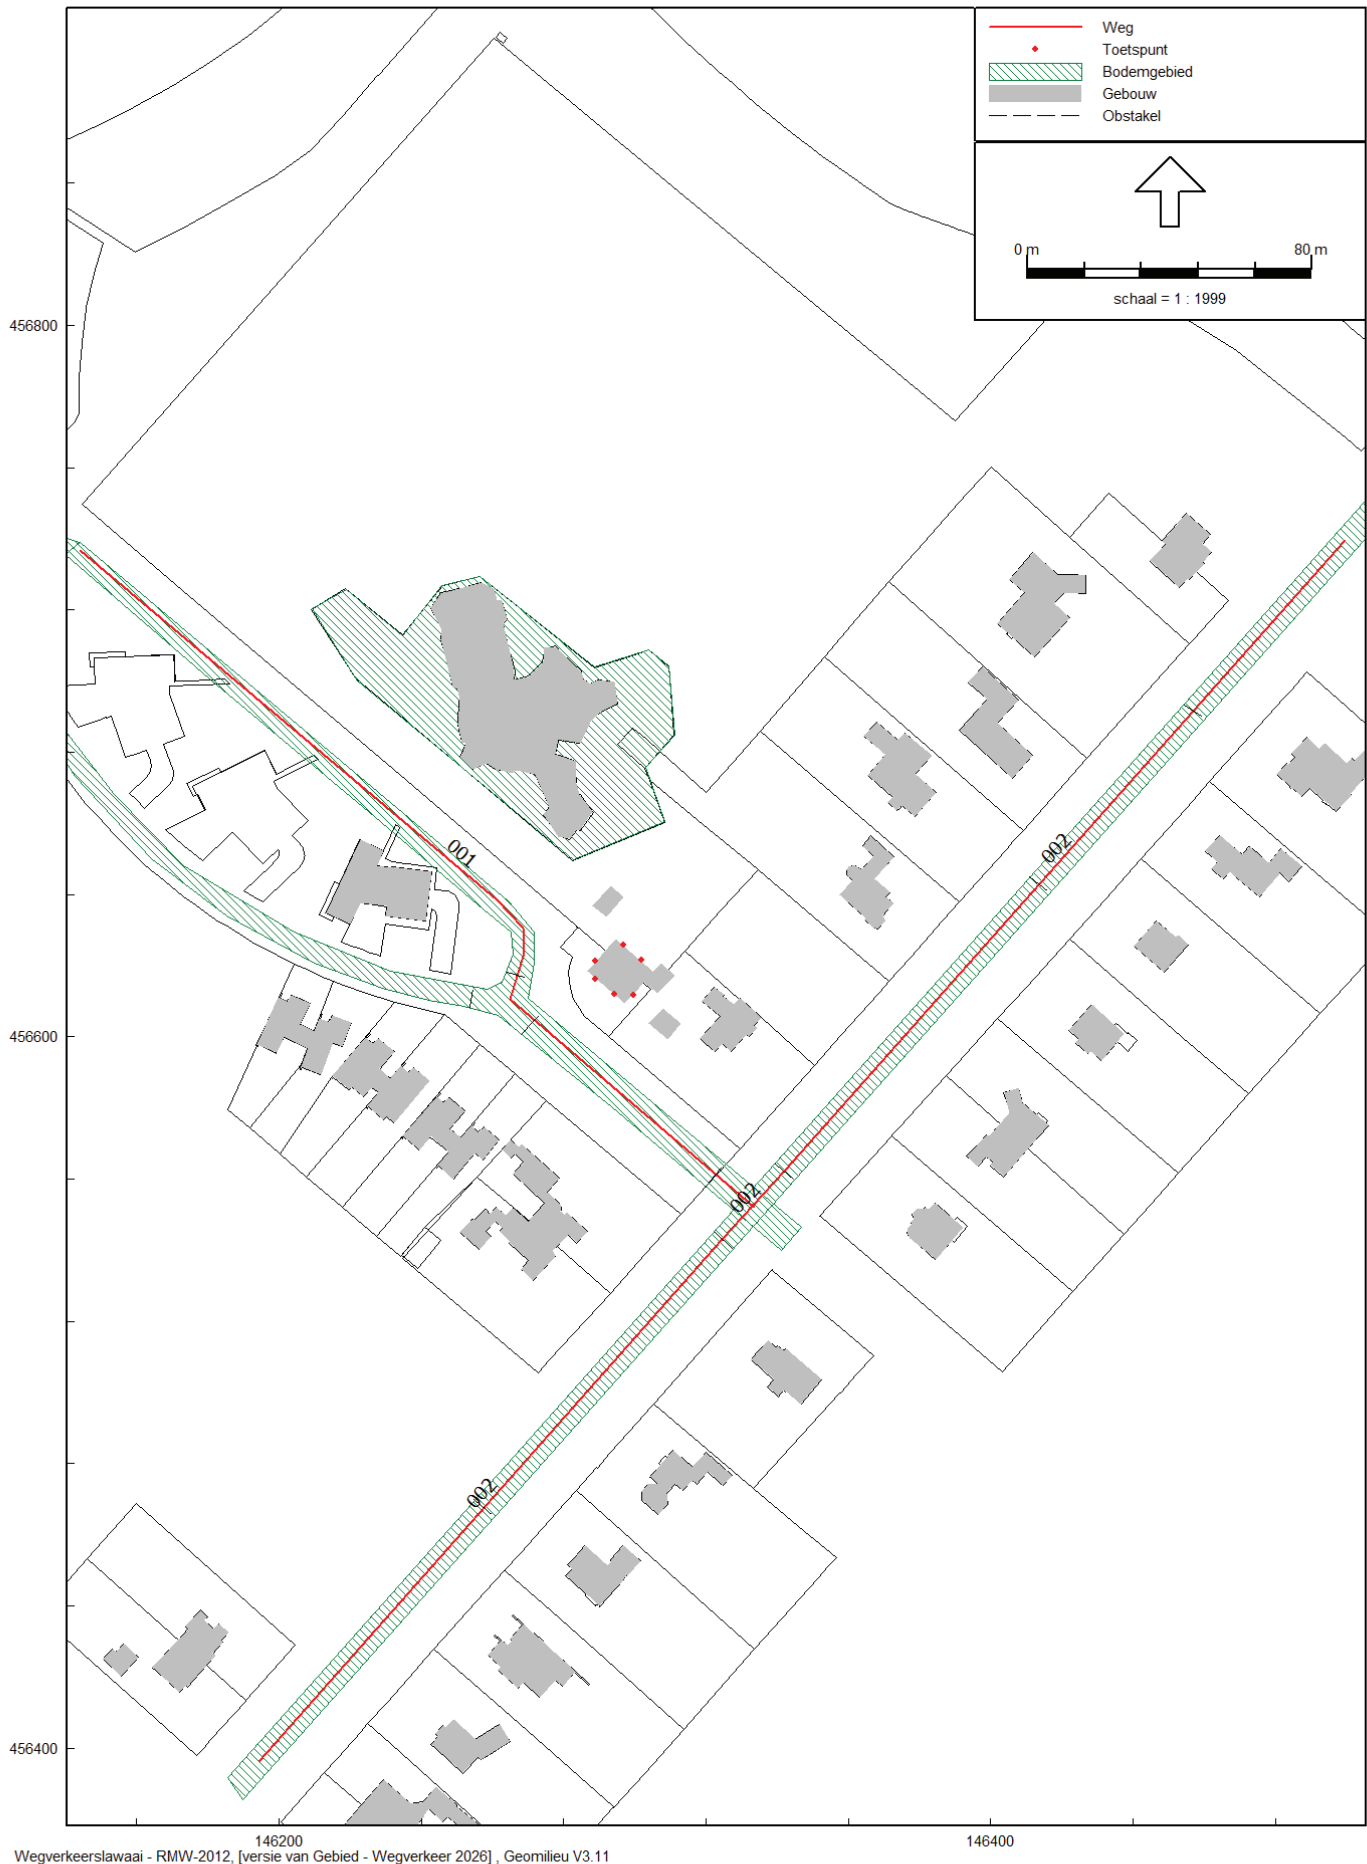 Weg
Toetspunt
Bodemgebied
Gebouw
Obstakel
0 m 80 m
schaal = 1 : 1999
456800
001
002
456600
002
002
456400
146200 146400
Wegverkeerslawaai - RMW-2012, [versie van Gebied - Wegverkeer 2026] , Geomilieu V3.11